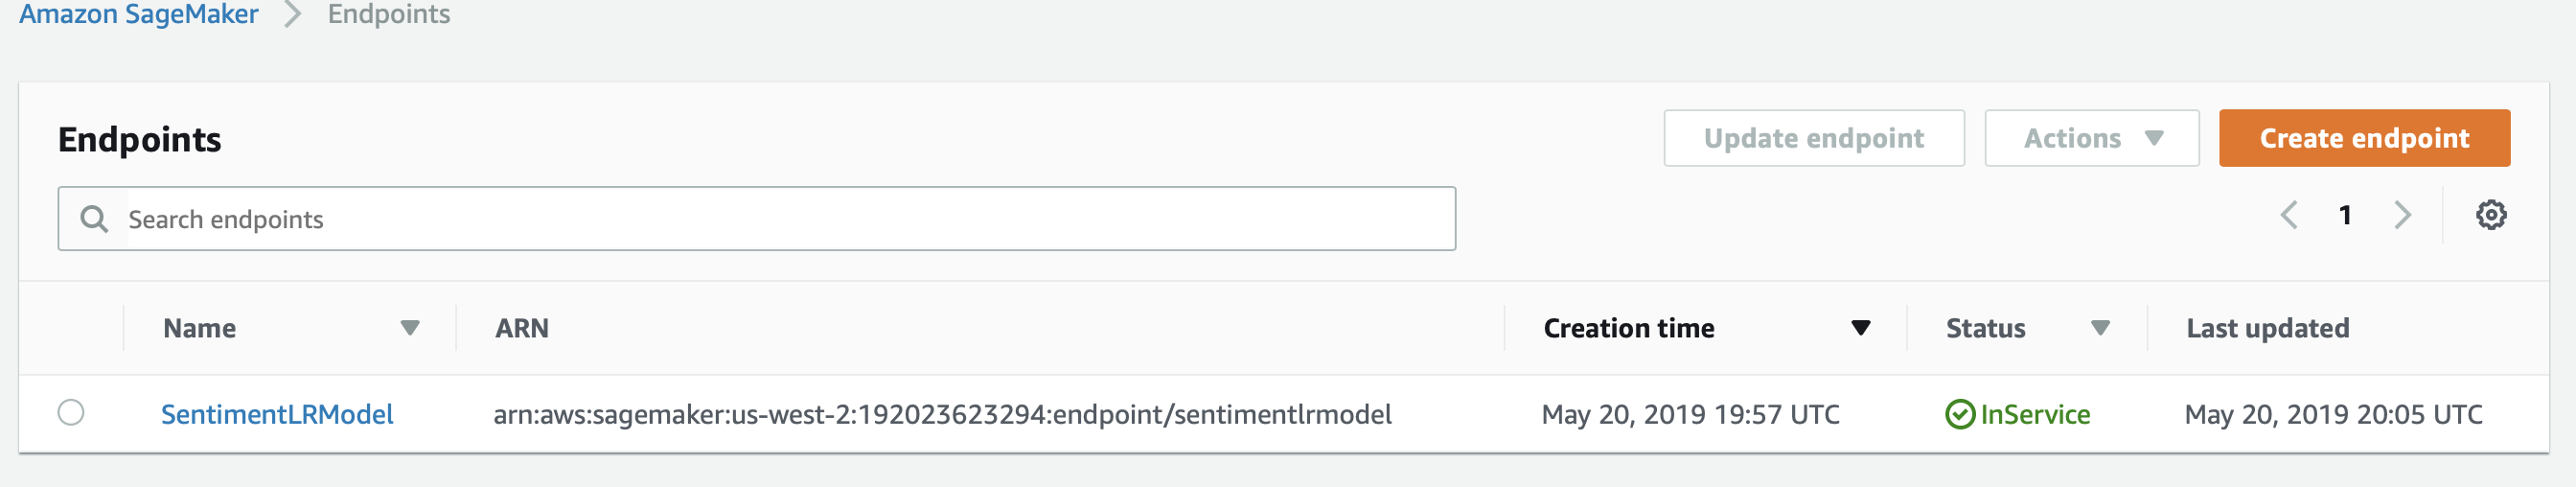 Amazon SageMaker > Endpoints
Endpoints
Update endpoint Actions Create endpoint
Search endpoints
1
Name ARN Creation time Status Last updated
SentimentLRModel arn:aws:sagemaker:us-west-2:192023623294:endpoint/sentimentlrmodel May 20, 2019 19:57 UTC InService May 20, 2019 20:05 UTC